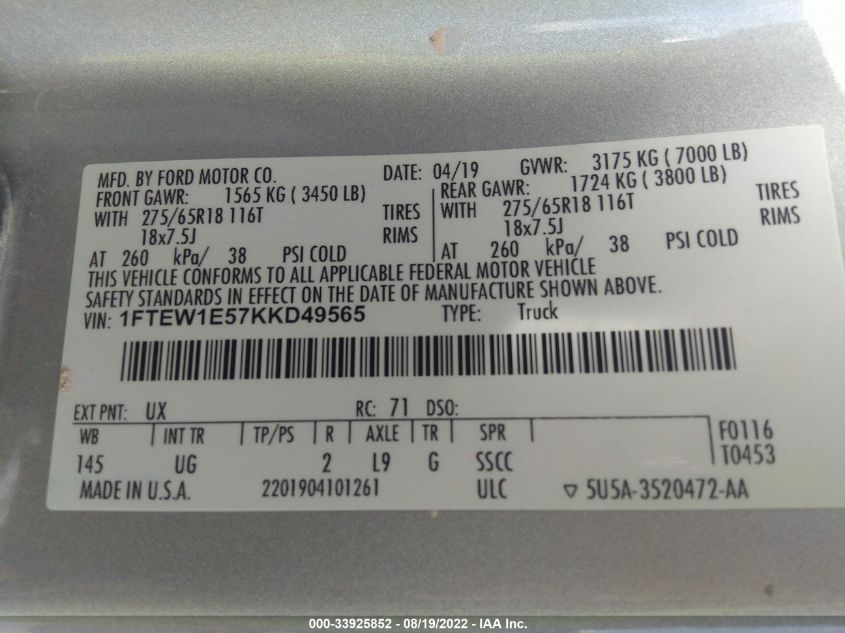 MFD. BY FORD MOTOR CO. DATE: 04/19 GVWR: 3175 KG ( 7000 LB)
FRONT GAWR: 1565 KG ( 3450 LB) REAR GAWR: 1724 KG ( 3800 LB)
WITH 275/65R18 116T TIRES WITH 275/65R18 116T TIRES
18x7.5J RIMS 18x7.5J RIMS
AT 260 kPa/ 38 PSI COLD AT 260 kPa/ 38 PSI COLD
THIS VEHICLE CONFORMS TO ALL APPLICABLE FEDERAL MOTOR VEHICLE
SAFETY STANDARDS IN EFFECT ON THE DATE OF MANUFACTURE SHOWN ABOVE.
VIN: 1FTEW1E57KKD49565 TYPE: Truck
EXT PNT: UX RC: 71 DSO:
WB INT TR TP/PS R AXLE TR SPR F0116
145 UG 2 L9 G SSCC T0453
MADE IN U.S.A. 2201904101261 ULC ▽ 5U5A-3520472-AA
000-33925852 - 08/19/2022 - IAA Inc.